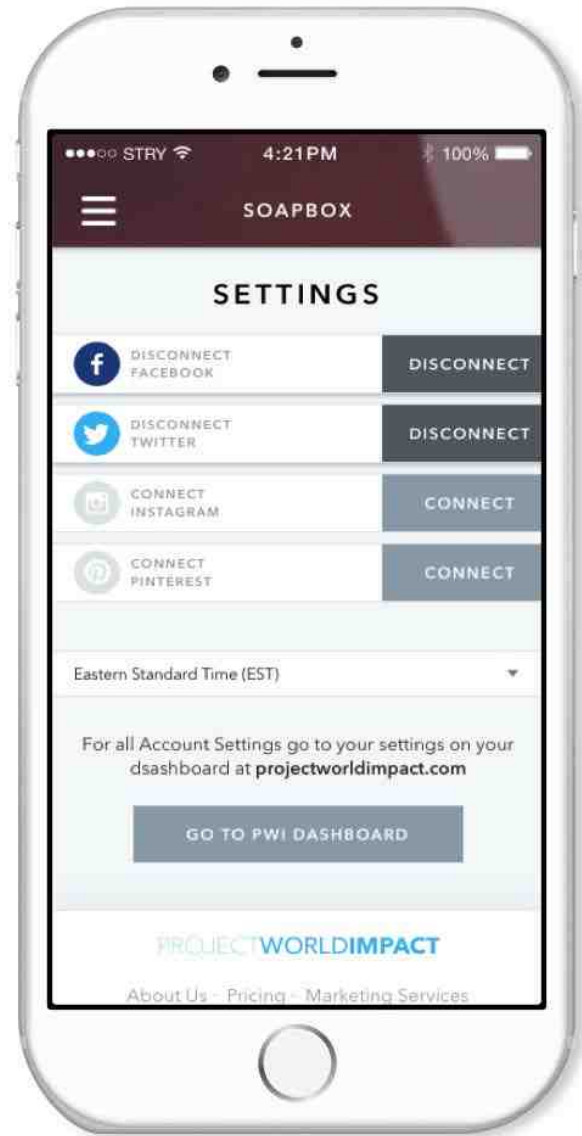 STRY 4:21PM 100%
SOAPBOX
SETTINGS
DISCONNECT
FACEBOOK
DISCONNECT
DISCONNECT
TWITTER
DISCONNECT
CONNECT
INSTAGRAM
CONNECT
CONNECT
PINTEREST
CONNECT
Eastern Standard Time (EST)
For all Account Settings go to your settings on your
dsashboard at projectworldimpact.com
GO TO PWI DASHBOARD
PROJECTWORLDIMPACT
About Us - Pricing - Marketing Services